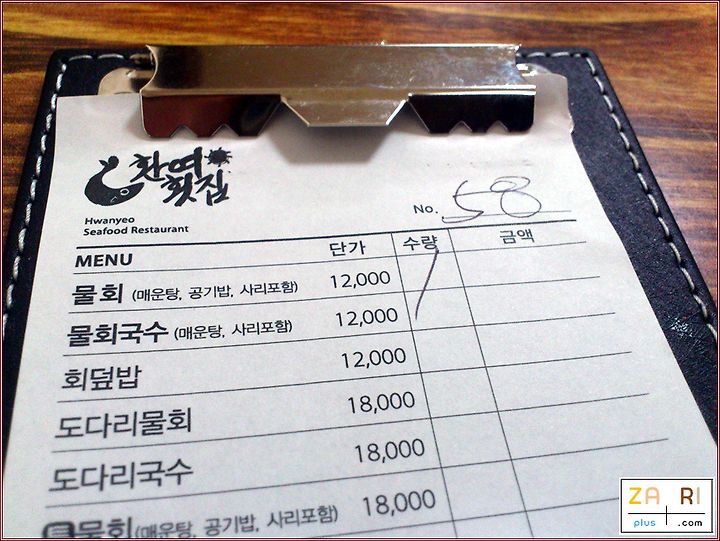 환여횟집
Hwanyeo
Seafood Restaurant
No. 58
MENU 단가 수량 금액
물회 (매운탕, 공기밥, 사리포함) 12,000
물회국수 (매운탕, 사리포함) 12,000
회덮밥 12,000
도다리물회 18,000
도다리국수 18,000
물회 (매운탕, 공기밥, 사리포함) 18,000
ZA RI
plus .com